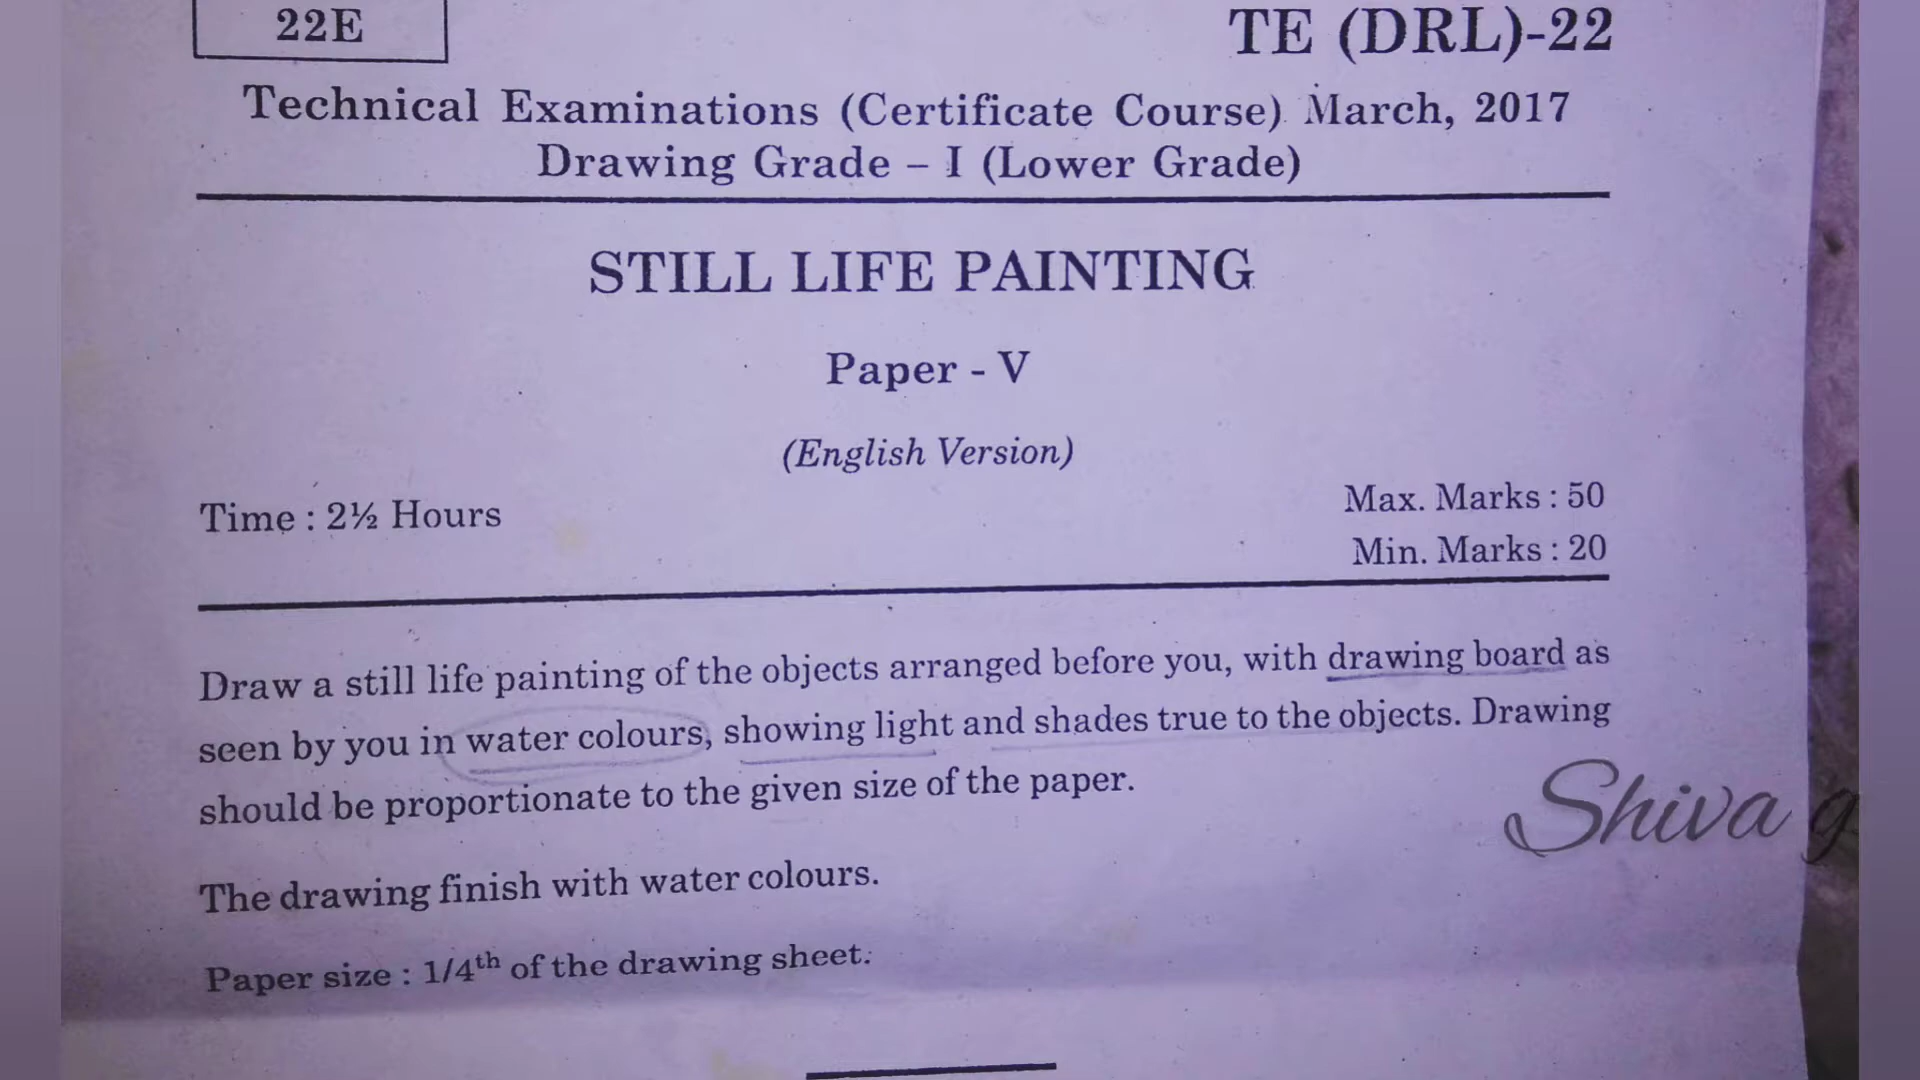 22E
TE (DRL)-22
Technical Examinations (Certificate Course) March, 2017
Drawing Grade – I (Lower Grade)
STILL LIFE PAINTING
Paper - V
(English Version)
Time : 2½ Hours
Max. Marks : 50
Min. Marks : 20
Draw a still life painting of the objects arranged before you, with drawing board as
seen by you in water colours, showing light and shades true to the objects. Drawing
should be proportionate to the given size of the paper.
Shiva g
The drawing finish with water colours.
Paper size : 1/4th of the drawing sheet.